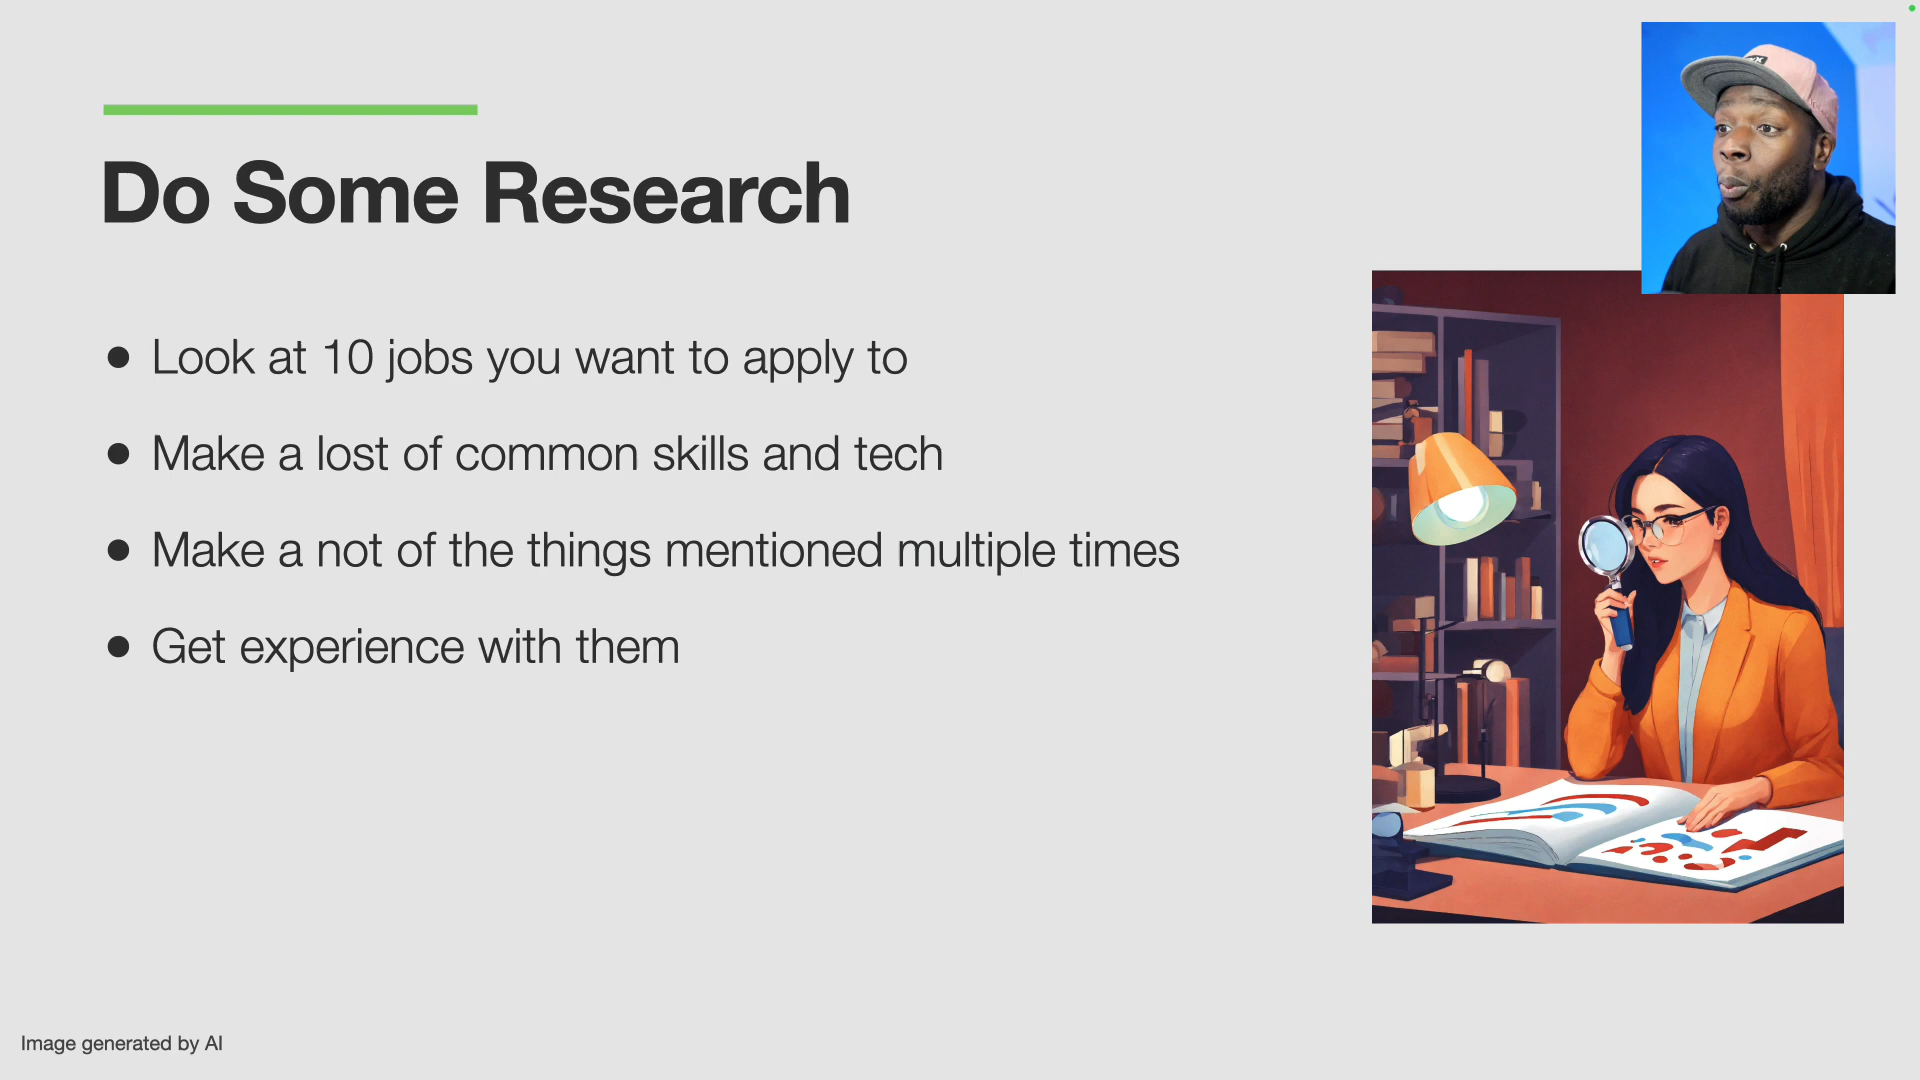 Do Some Research
● Look at 10 jobs you want to apply to
● Make a lost of common skills and tech
● Make a not of the things mentioned multiple times
● Get experience with them
Image generated by AI